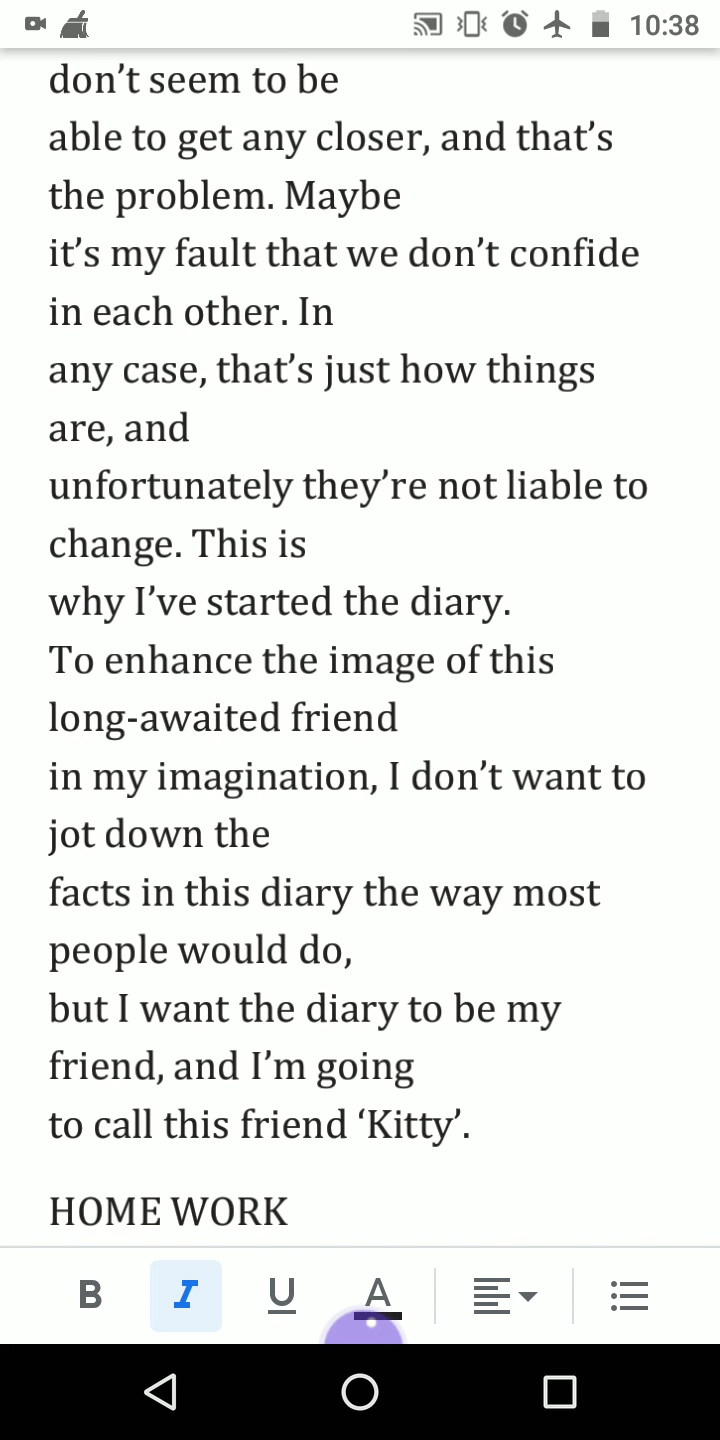 10:38
don’t seem to be
able to get any closer, and that’s
the problem. Maybe
it’s my fault that we don’t confide
in each other. In
any case, that’s just how things
are, and
unfortunately they’re not liable to
change. This is
why I’ve started the diary.
To enhance the image of this
long-awaited friend
in my imagination, I don’t want to
jot down the
facts in this diary the way most
people would do,
but I want the diary to be my
friend, and I’m going
to call this friend ‘Kitty’.
HOME WORK
B I U A